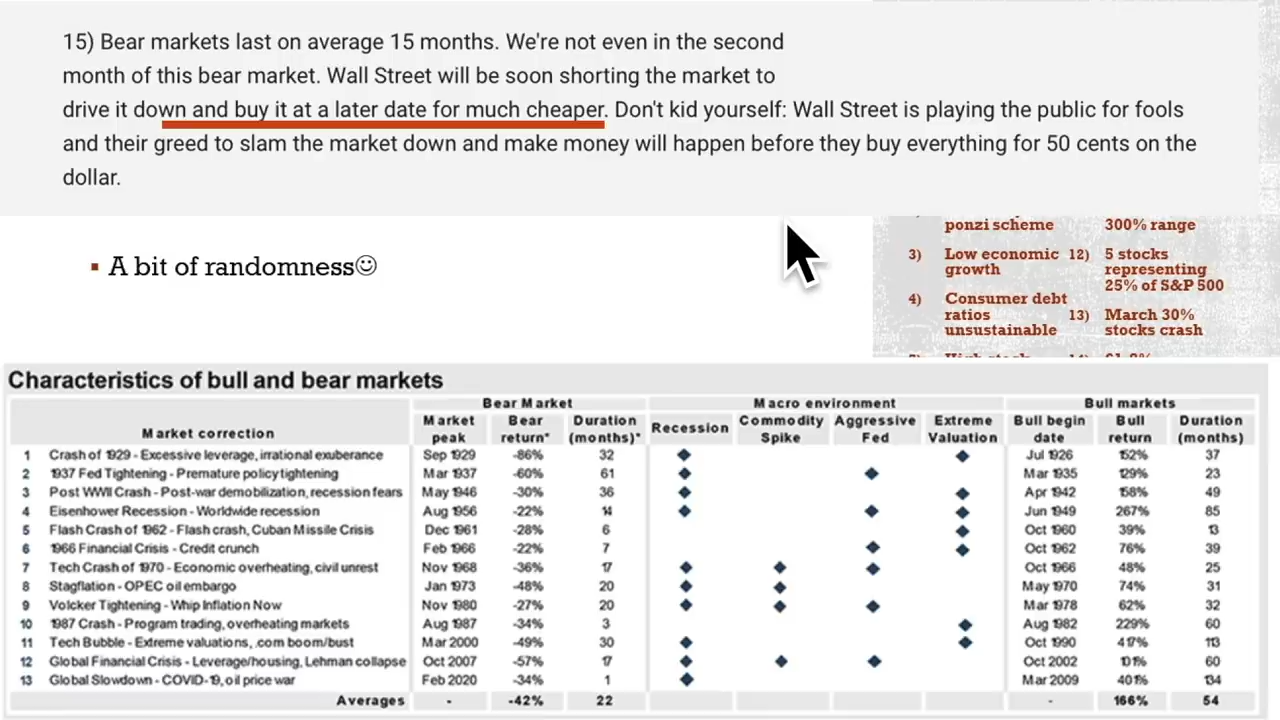 15) Bear markets last on average 15 months. We're not even in the second
month of this bear market. Wall Street will be soon shorting the market to
drive it down and buy it at a later date for much cheaper. Don't kid yourself: Wall Street is playing the public for fools
and their greed to slam the market down and make money will happen before they buy everything for 50 cents on the
dollar.
ponzi scheme
300% range
3) Low economic growth
12) 5 stocks representing 25% of S&P 500
4) Consumer debt ratios unsustainable
13) March 30% stocks crash
▪ A bit of randomness☺
Characteristics of bull and bear markets
Bear Market Macro environment Bull markets
Market correction Market peak Bear return* Duration (months)* Recession Commodity Spike Aggressive Fed Extreme Valuation Bull begin date Bull return Duration (months)
1 Crash of 1929 - Excessive leverage, irrational exuberance Sep 1929 -86% 32 ◆ ◆ Jul 1926 152% 37
2 1937 Fed Tightening - Premature policy tightening Mar 1937 -60% 61 ◆ ◆ Mar 1935 129% 23
3 Post WWII Crash - Post-war demobilization, recession fears May 1946 -30% 36 ◆ ◆ Apr 1942 158% 49
4 Eisenhower Recession - Worldwide recession Aug 1956 -22% 14 ◆ ◆ ◆ Jun 1949 267% 85
5 Flash Crash of 1962 - Flash crash, Cuban Missile Crisis Dec 1961 -28% 6 ◆ Oct 1960 39% 13
6 1966 Financial Crisis - Credit crunch Feb 1966 -22% 7 ◆ ◆ Oct 1962 76% 39
7 Tech Crash of 1970 - Economic overheating, civil unrest Nov 1968 -36% 17 ◆ ◆ ◆ Oct 1966 48% 25
8 Stagflation - OPEC oil embargo Jan 1973 -48% 20 ◆ ◆ May 1970 74% 31
9 Volcker Tightening - Whip Inflation Now Nov 1980 -27% 20 ◆ ◆ ◆ Mar 1978 62% 32
10 1987 Crash - Program trading, overheating markets Aug 1987 -34% 3 ◆ Aug 1982 229% 60
11 Tech Bubble - Extreme valuations, .com boom/bust Mar 2000 -49% 30 ◆ ◆ Oct 1990 417% 113
12 Global Financial Crisis - Leverage/housing, Lehman collapse Oct 2007 -57% 17 ◆ ◆ ◆ Oct 2002 101% 60
13 Global Slowdown - COVID-19, oil price war Feb 2020 -34% 1 ◆ Mar 2009 401% 134
Averages - -42% 22 - 166% 54